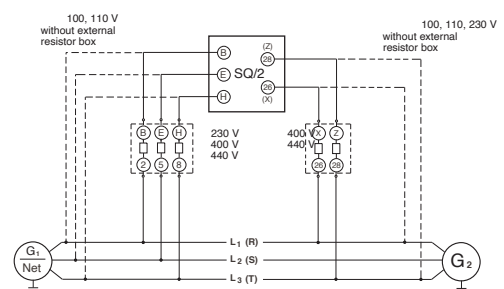 100, 110 V
without external
resistor box
100, 110, 230 V
without external
resistor box
B
(Z)
28
E
SQ/2
26
H
(X)
B E H
230 V
400 V
440 V
2 5 8
400 V
440 V
X Z
26 28
L1 (R)
G1
Net
L2 (S)
G2
L3 (T)